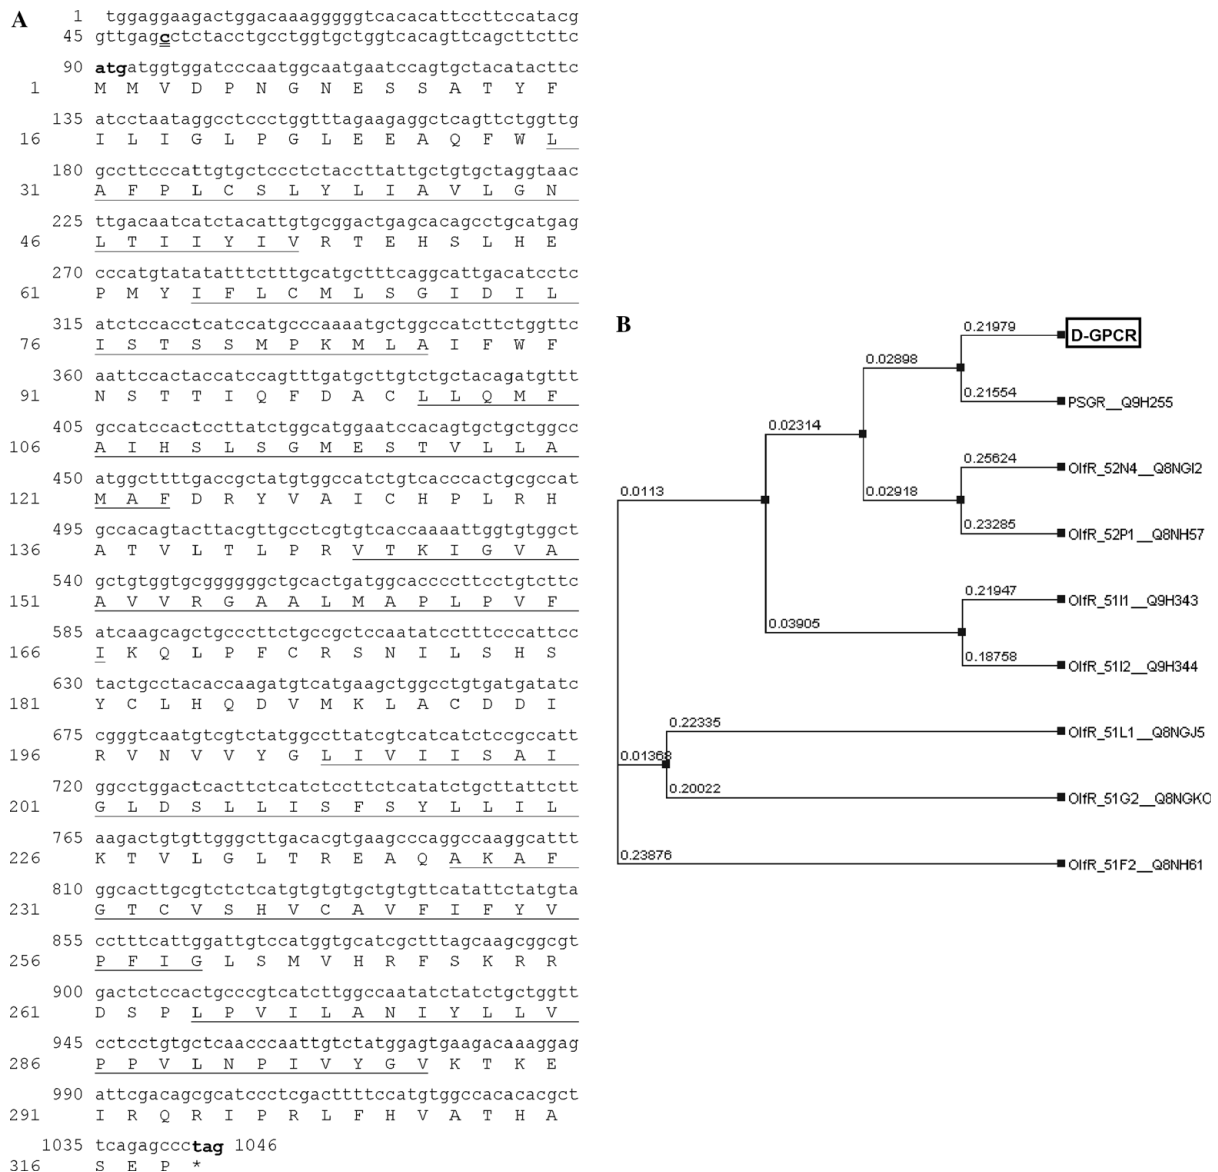 A
1 tgg​aggaagactggacaaagggggtcacacattccttccatacg
45 gttgagcctctacctgcctggtgctggtcacagttcagcttcttc
90 atgatggtggatcccaatggcaatgaatccagtgctacatacttc
1 M M V D P N G N E S S A T Y F
135 atcctaataggcctccctggtttagaagaggctcagttctggttg
16 I L I G L P G L E E A Q F W L
180 gccttcccattgtgctccctctaccttattgctgtgctaggtaac
31 A F P L C S L Y L I A V L G N
225 ttgacaatcatctacattgtgcggactgagcacagcctgcatgag
46 L T I I Y I V R T E H S L H E
270 cccatgtatatatttctttgcatgctttcaggcattgacatcctc
61 P M Y I F L C M L S G I D I L
315 atctccacctcatccatgcccaaaatgctggccatcttctggttc
76 I S T S S M P K M L A I F W F
360 aattccactaccatccagtttgatgcttgtctgctacagatgttt
91 N S T T I Q F D A C L L Q M F
405 gccatccactccttatctggcatggaatccacagtgctgctggcc
106 A I H S L S G M E S T V L L A
450 atggcttttgaccgctatgtggccatctgtcacccactgcgccat
121 M A F D R Y V A I C H P L R H
495 gccacagtacttacgttgcctcgtgtcaccaaaattggtgtggct
136 A T V L T L P R V T K I G V A
540 gctgtggtgcggggggctgcactgatggcaccccttcctgtcttc
151 A V V R G A A L M A P L P V F
585 atcaagcagctgcccttctgccgctccaatatcctttcccattcc
166 I K Q L P F C R S N I L S H S
630 tactgcctacaccaagatgtcatgaagctggcctgtgatgatatc
181 Y C L H Q D V M K L A C D D I
675 cgggtcaatgtcgtctatggccttatcgtcatcatctccgccatt
196 R V N V V Y G L I V I I S A I
720 ggcctggactcacttctcatctccttctcatatctgcttattctt
201 G L D S L L I S F S Y L L I L
765 aagactgtgttgggcttgacacgtgaagcccaggccaaggcattt
226 K T V L G L T R E A Q A K A F
810 ggcacttgcgtctctcatgtgtgtgctgtgttcatattctatgta
231 G T C V S H V C A V F I F Y V
855 cctttcattggattgtccatggtgcatcgctttagcaagcggcgt
256 P F I G L S M V H R F S K R R
900 gactctccactgcccgtcatcttggccaatatctatctgctggtt
261 D S P L P V I L A N I Y L L V
945 cctcctgtgctcaacccaattgtctatggagtgaagacaaaggag
286 P P V L N P I V Y G V K T K E
990 attcgacagcgcatccctcgacttttccatgtggccacacacgct
291 I R Q R I P R L F H V A T H A
1035 tcagagccctag 1046
316 S E P *
B
0.21979 D-GPCR
0.02898
0.21554 PSGR__Q9H255
0.02314
0.25624 OlfR_52N4__Q8NGI2
0.0113 0.02918
0.23285 OlfR_52P1__Q8NH57
0.21947 OlfR_51I1__Q9H343
0.03905
0.18758 OlfR_51I2__Q9H344
0.22335 OlfR_51L1__Q8NGJ5
0.01368
0.20022 OlfR_51G2__Q8NGKO
0.23876 OlfR_51F2__Q8NH61